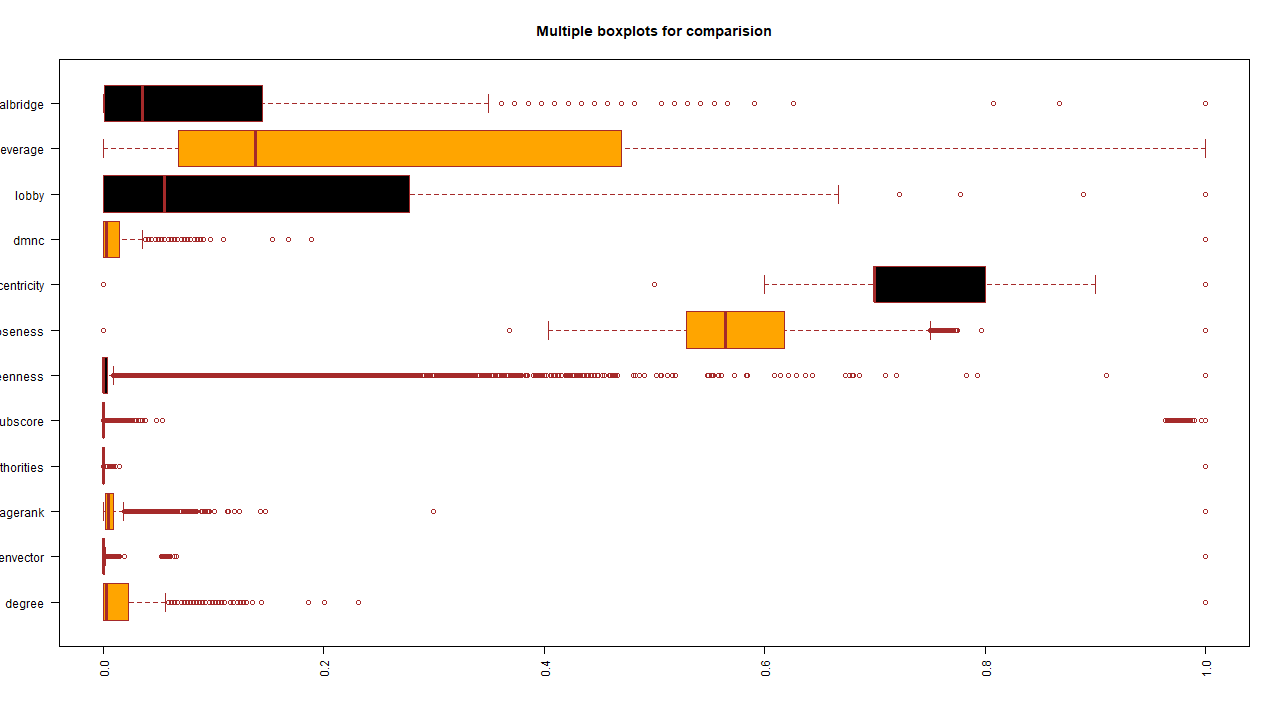 Multiple boxplots for comparision
albridge
everage
lobby
dmnc
centricity
oseness
eenness
ubscore
thorities
agerank
envector
degree
0.0 0.2 0.4 0.6 0.8 1.0